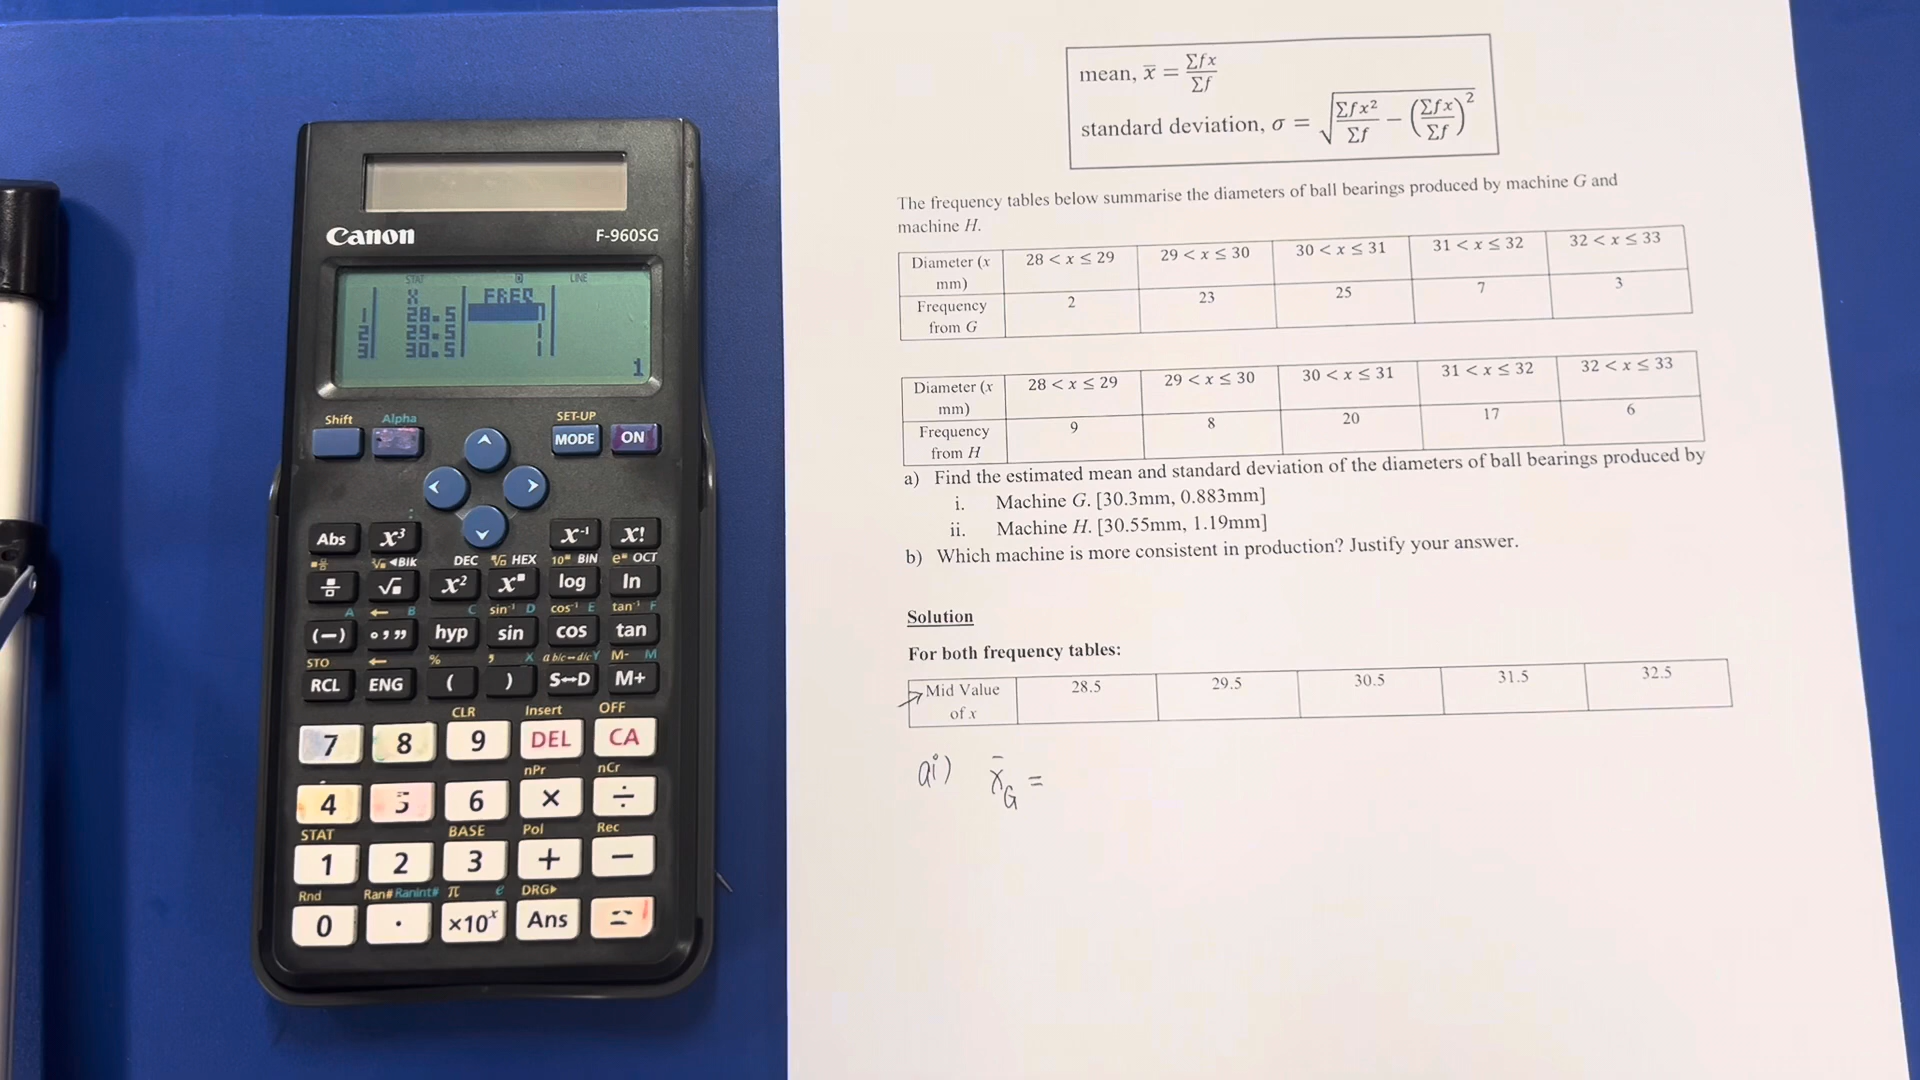 Canon
F-960SG
STAT D LINE
X FREQ
1 28.5 1
2 29.5 1
3 30.5 1
1
Shift Alpha SET-UP
MODE ON
Abs x³ x⁻¹ x!
◄Blk DEC HEX 10 BIN e OCT
x² x■ log ln
A ← B C sin⁻¹ D cos⁻¹ E tan⁻¹ F
(−) ° ’ ” hyp sin cos tan
STO ← % , X a b/c↔d/c Y M- M
RCL ENG ( ) S↔D M+
CLR Insert OFF
7 8 9 DEL CA
nPr nCr
4 5 6 × ÷
STAT BASE Pol Rec
1 2 3 + −
Rnd Ran# RanInt# π e DRG▸
0 · ×10ˣ Ans =
mean, x̄ = Σfx / Σf
standard deviation, σ = √(Σfx²/Σf − (Σfx/Σf)²)
The frequency tables below summarise the diameters of ball bearings produced by machine G and
machine H.
Diameter (x mm) 28 < x ≤ 29 29 < x ≤ 30 30 < x ≤ 31 31 < x ≤ 32 32 < x ≤ 33
Frequency from G 2 23 25 7 3
Diameter (x mm) 28 < x ≤ 29 29 < x ≤ 30 30 < x ≤ 31 31 < x ≤ 32 32 < x ≤ 33
Frequency from H 9 8 20 17 6
a) Find the estimated mean and standard deviation of the diameters of ball bearings produced by
i. Machine G. [30.3mm, 0.883mm]
ii. Machine H. [30.55mm, 1.19mm]
b) Which machine is more consistent in production? Justify your answer.
Solution
For both frequency tables:
Mid Value of x 28.5 29.5 30.5 31.5 32.5
ai) x̄G =